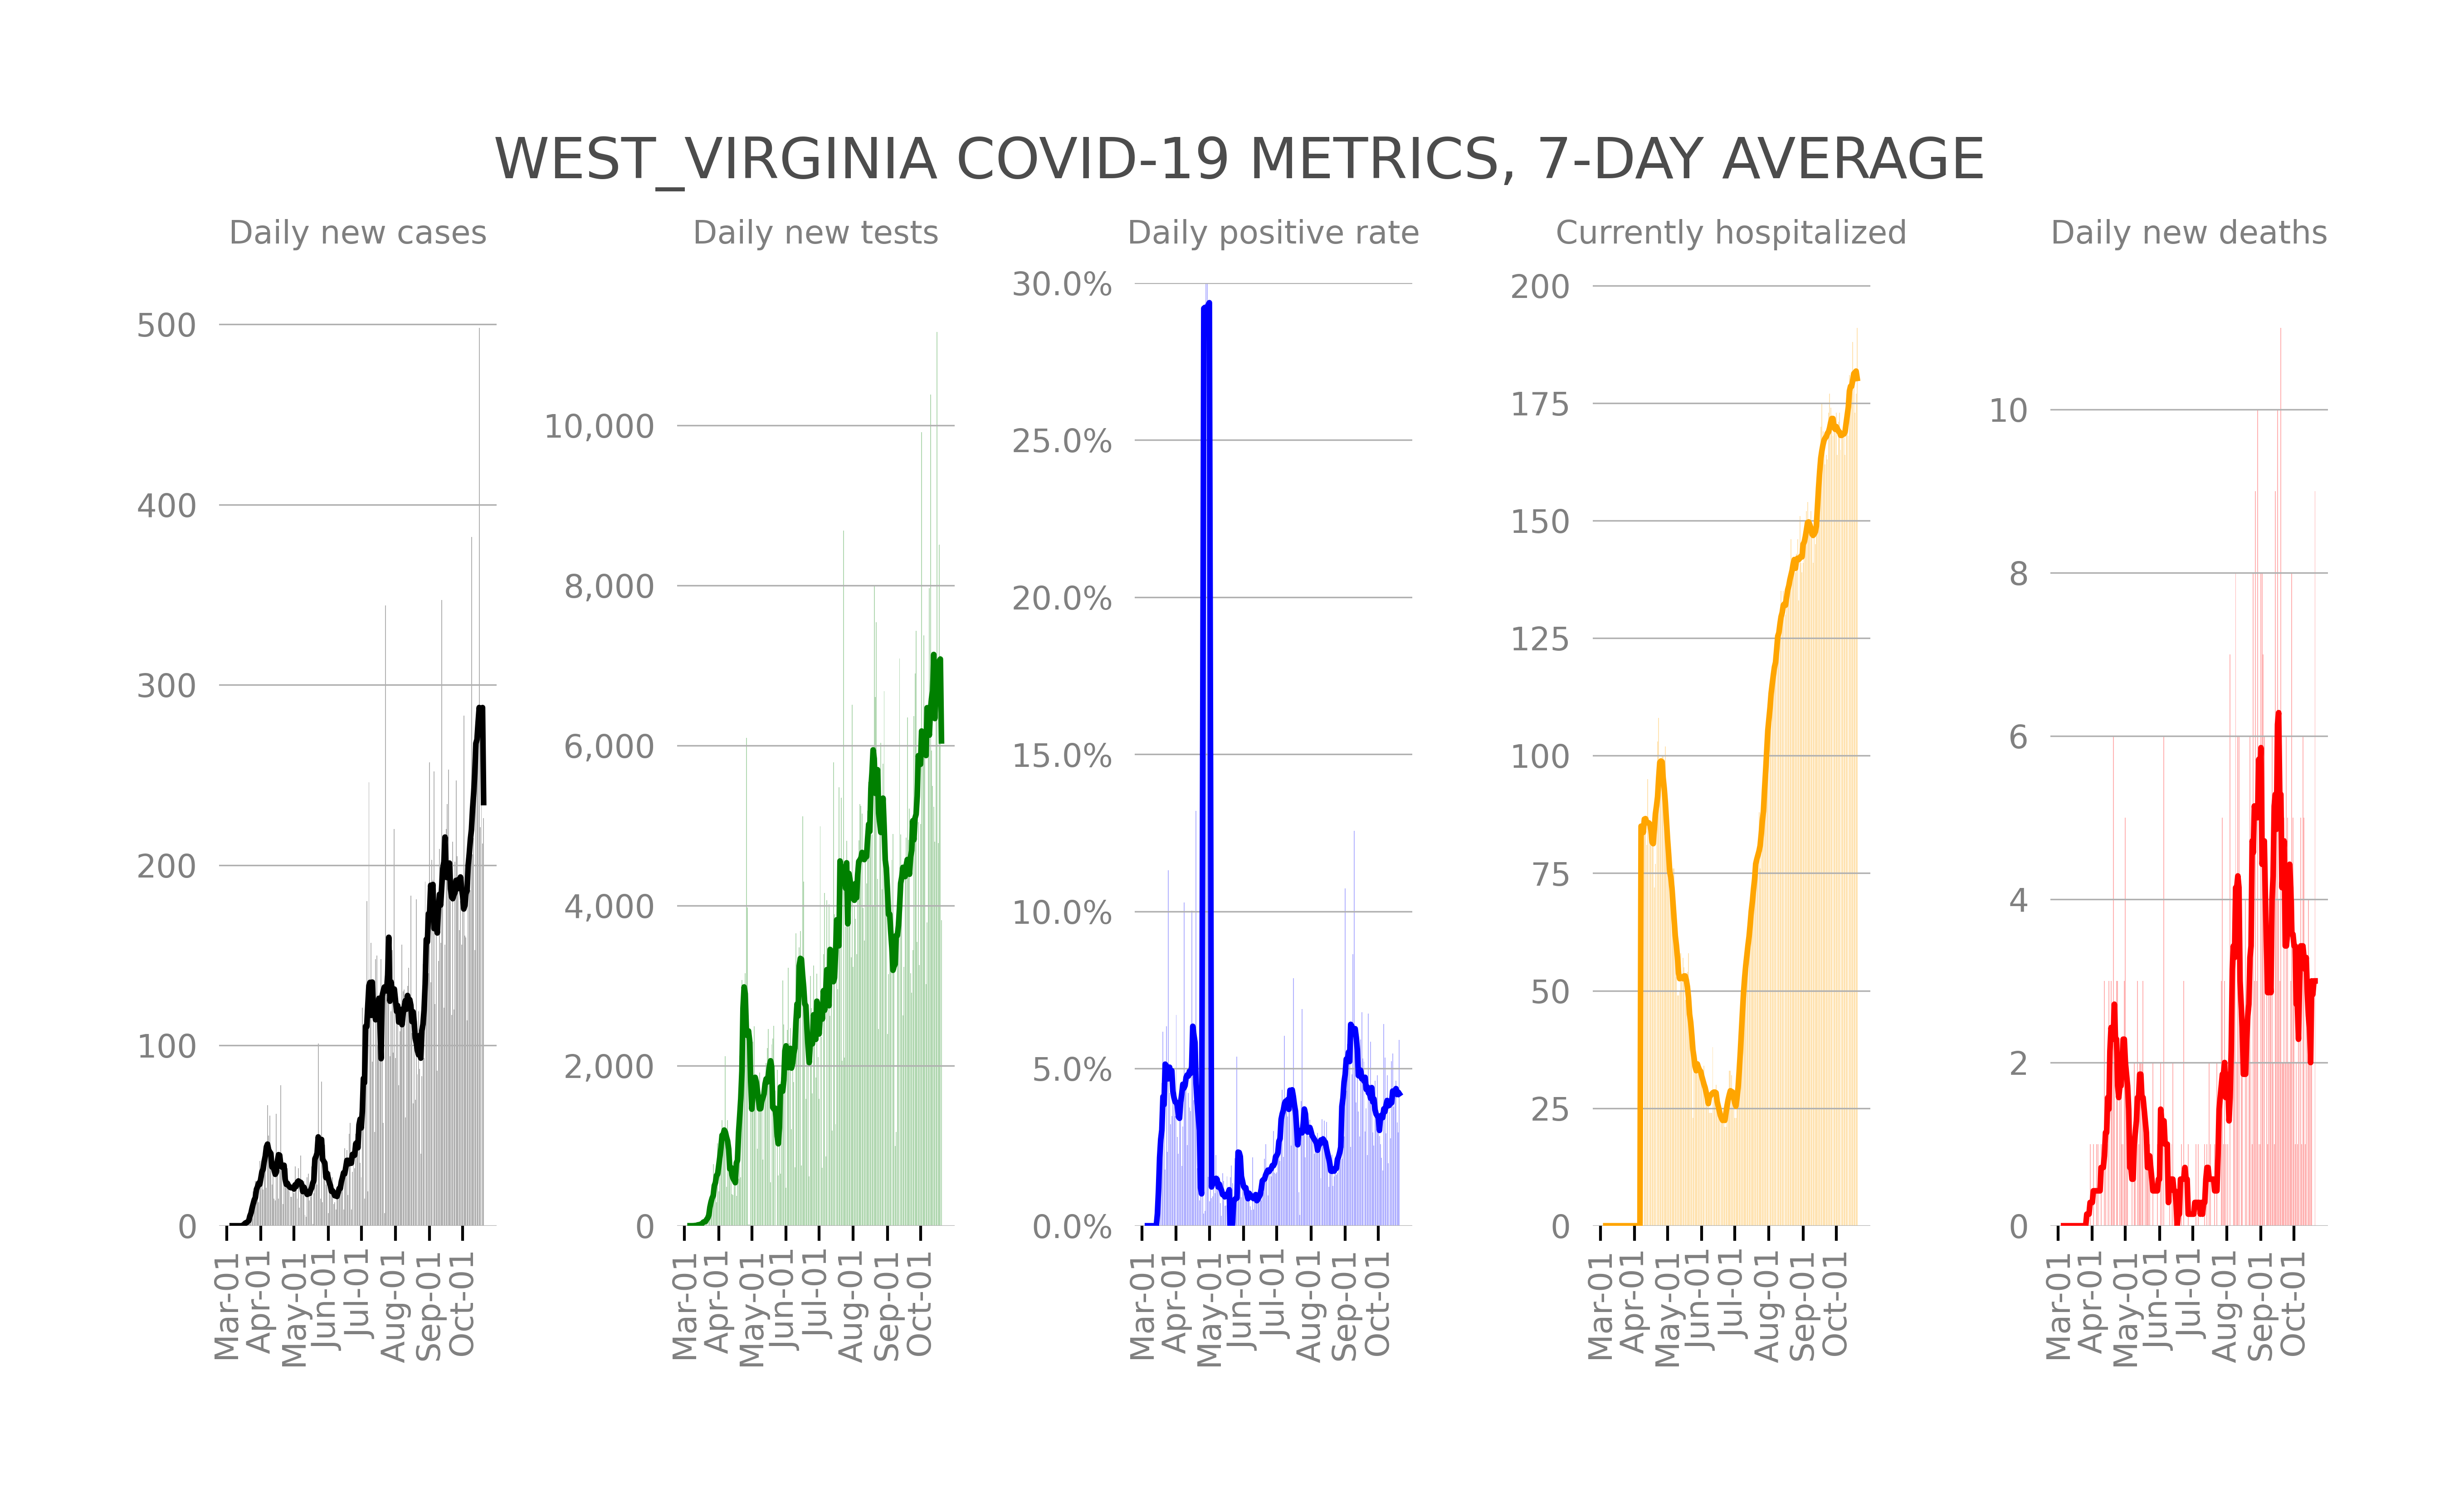 WEST_VIRGINIA COVID-19 METRICS, 7-DAY AVERAGE
Daily new cases
500
400
300
200
100
0
Mar-01
Apr-01
May-01
Jun-01
Jul-01
Aug-01
Sep-01
Oct-01
Daily new tests
10,000
8,000
6,000
4,000
2,000
0
Mar-01
Apr-01
May-01
Jun-01
Jul-01
Aug-01
Sep-01
Oct-01
Daily positive rate
30.0%
25.0%
20.0%
15.0%
10.0%
5.0%
0.0%
Mar-01
Apr-01
May-01
Jun-01
Jul-01
Aug-01
Sep-01
Oct-01
Currently hospitalized
200
175
150
125
100
75
50
25
0
Mar-01
Apr-01
May-01
Jun-01
Jul-01
Aug-01
Sep-01
Oct-01
Daily new deaths
10
8
6
4
2
0
Mar-01
Apr-01
May-01
Jun-01
Jul-01
Aug-01
Sep-01
Oct-01